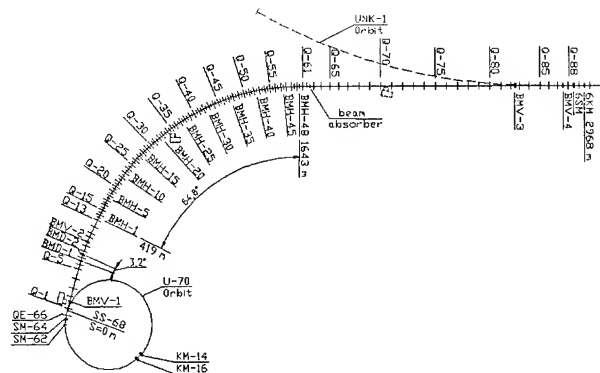 UNK-1
Orbit
Q-61
Q-65
Q-70
Q-75
Q-80
Q-85
Q-88
Q-55
Q-50
Q-45
Q-40
Q-35
Q-30
Q-25
Q-20
Q-15
Q-13
BMV-2
BMD-2
BMD-1
Q-5
Q-1
beam
absorber
BMV-3
BMV-4
6SM
6KM 2968 m
BMH-48 1643 m
BMH-45
BMH-40
BMH-35
BMH-30
BMH-25
BMH-20
BMH-15
BMH-10
BMH-5
BMH-1
64.8°
419 m
3.2°
U-70
Orbit
BMV-1
SS-68
S=0 m
QE-66
SM-64
SM-62
KM-14
KM-16